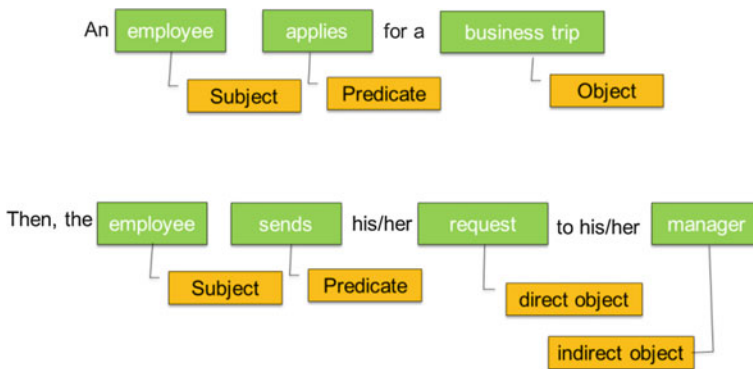 An employee applies for a business trip
Subject Predicate Object
Then, the employee sends his/her request to his/her manager
Subject Predicate direct object
indirect object